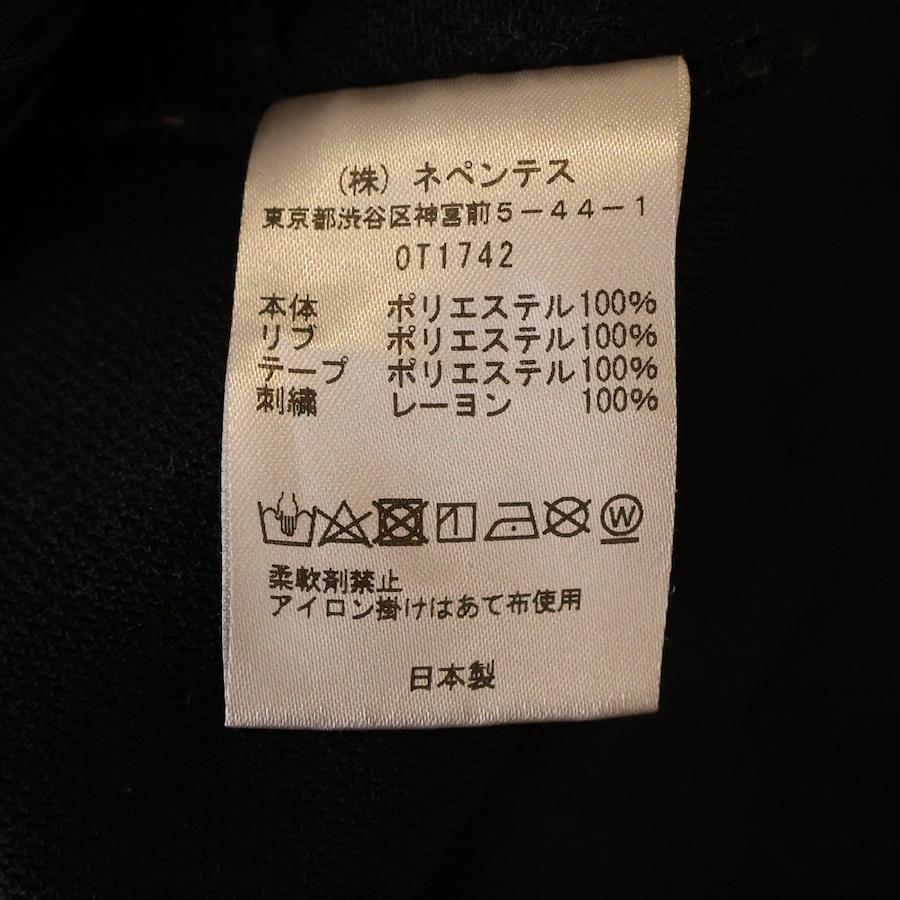 (株) ネペンテス
東京都渋谷区神宮前5-44-1
OT1742
本体 ポリエステル100%
リブ ポリエステル100%
テープ ポリエステル100%
刺繍 レーヨン 100%
W
柔軟剤禁止
アイロン掛けはあて布使用
日本製